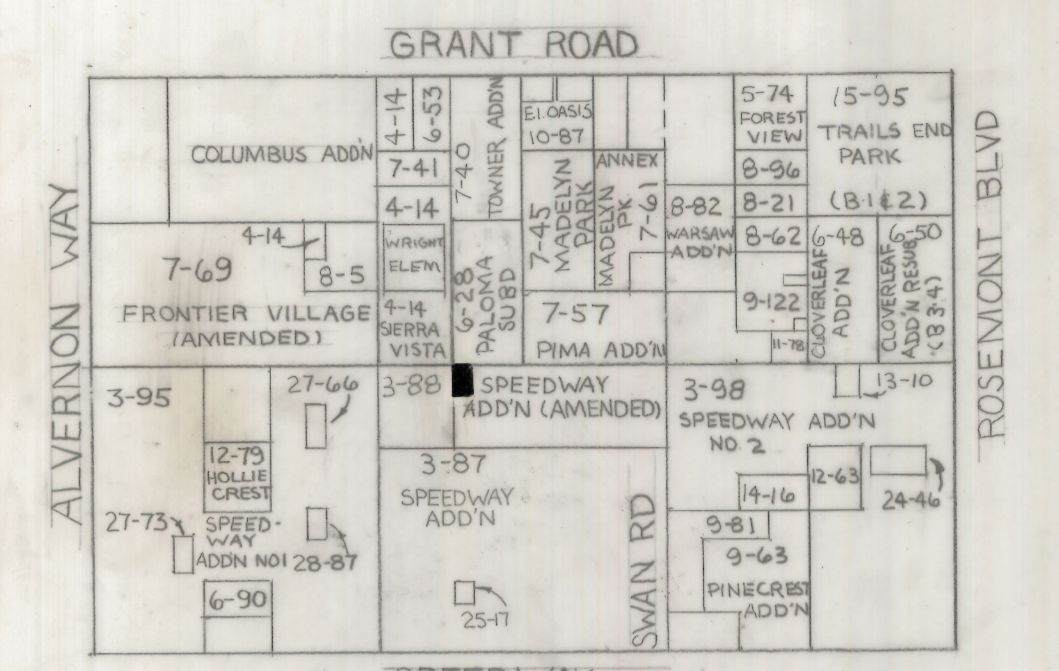 GRANT ROAD
ALVERNON WAY
ROSEMONT BLVD
SWAN RD
COLUMBUS ADD'N
4-14
6-53
7-41
4-14
7-40
TOWNER ADD'N
E.I. OASIS
10-87
7-45
MADELYN
PARK
ANNEX
MADELYN
PK
7-61
5-74
FOREST
VIEW
8-96
8-21
8-82
WARSAW
ADD'N
8-62
15-95
TRAILS END
PARK
(B·1 & 2)
4-14
7-69
8-5
FRONTIER VILLAGE
(AMENDED)
WRIGHT
ELEM
4-14
SIERRA
VISTA
6-28
PALOMA
SUBD
7-57
PIMA ADD'N
9-122
11-78
6-48
CLOVERLEAF
ADD'N
6-50
CLOVERLEAF
ADD'N RESUB
(B 3·4)
3-95
27-66
12-79
HOLLIE
CREST
27-73
SPEED-
WAY
ADD'N NO1
28-87
6-90
3-88
SPEEDWAY
ADD'N (AMENDED)
3-87
SPEEDWAY
ADD'N
25-17
3-98
13-10
SPEEDWAY ADD'N
NO. 2
12-63
14-16
24-46
9-81
9-63
PINECREST
ADD'N